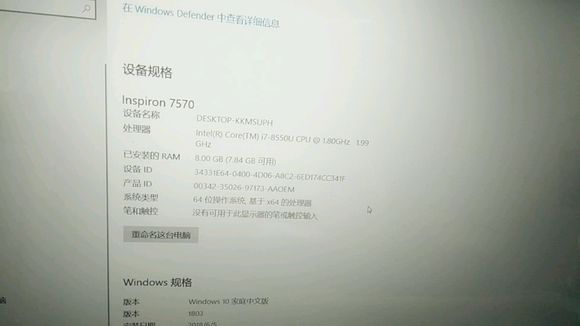 在 Windows Defender 中查看详细信息
设备规格
Inspiron 7570
设备名称 DESKTOP-KKMSUPH
处理器 Intel(R) Core(TM) i7-8550U CPU @ 1.80GHz 1.99 GHz
已安装的 RAM 8.00 GB (7.84 GB 可用)
设备 ID 34331E64-0400-4D06-A8C2-6ED174CC341F
产品 ID 00342-35026-97173-AAOEM
系统类型 64 位操作系统, 基于 x64 的处理器
笔和触控 没有可用于此显示器的笔或触控输入
重命名这台电脑
Windows 规格
版本 Windows 10 家庭中文版
版本 1803
安装日期
脑